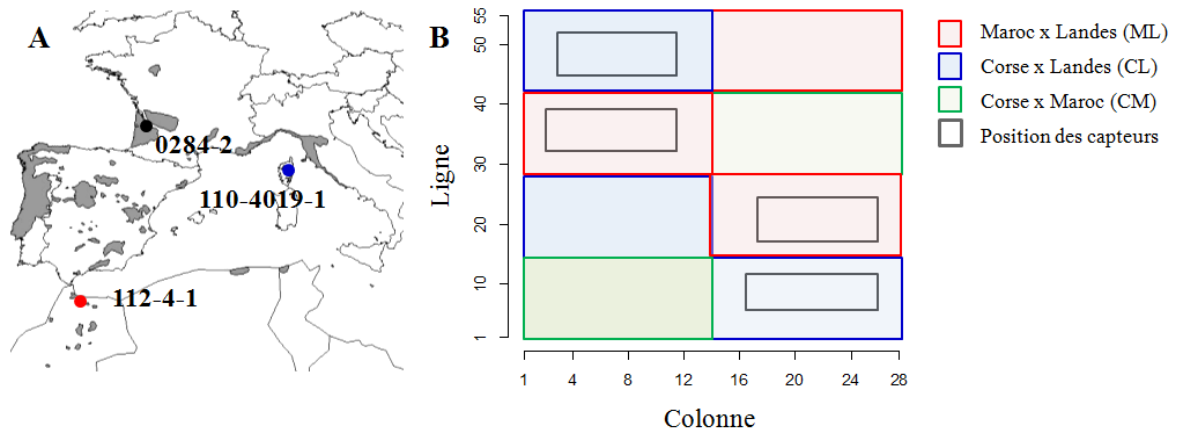 A
0284-2
110-4019-1
112-4-1
B
55
50
40
30
20
10
1
Ligne
1
4
8
12
16
20
24
28
Colonne
Maroc x Landes (ML)
Corse x Landes (CL)
Corse x Maroc (CM)
Position des capteurs